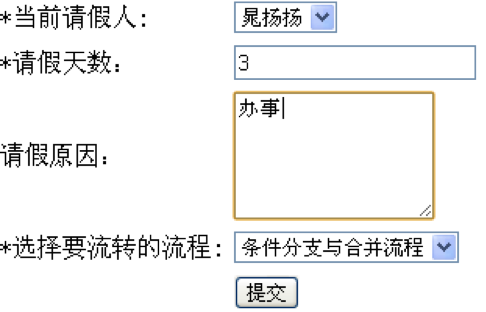 *当前请假人: 晁扬扬
*请假天数: 3
办事
请假原因:
*选择要流转的流程: 条件分支与合并流程
提交